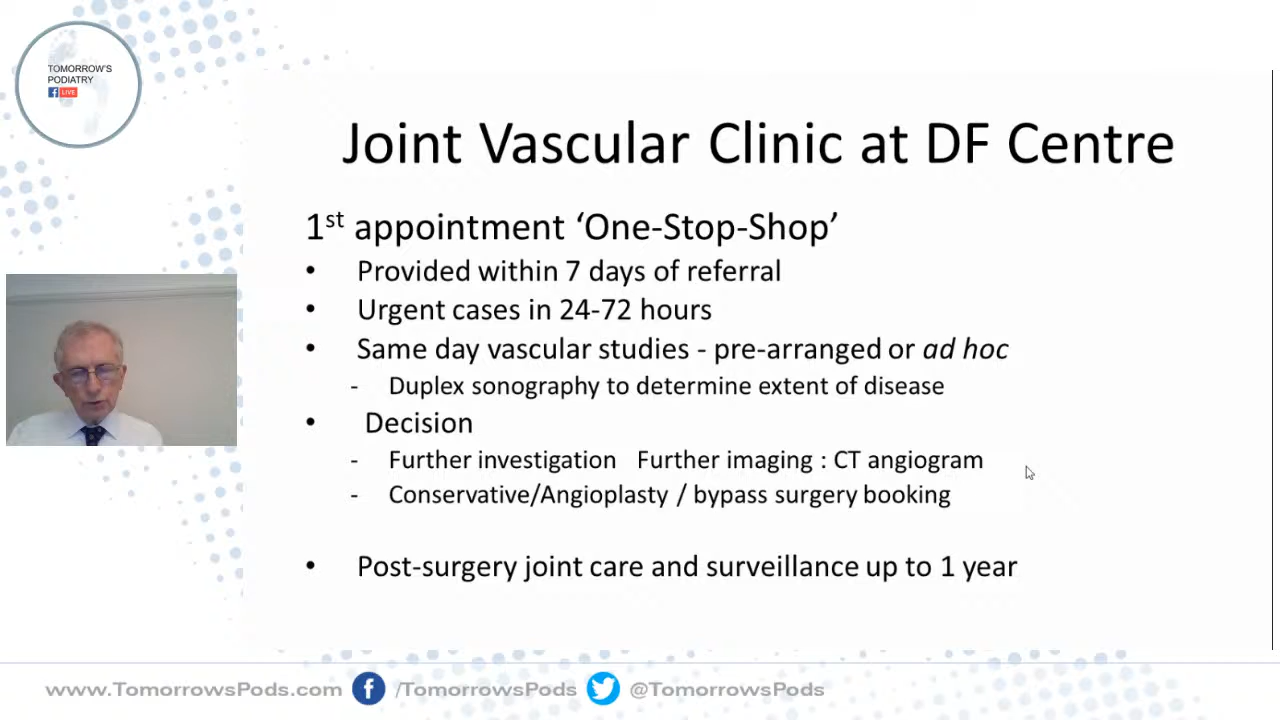 TOMORROW'S
PODIATRY
f LIVE
Joint Vascular Clinic at DF Centre
1st appointment ‘One-Stop-Shop’
• Provided within 7 days of referral
• Urgent cases in 24-72 hours
• Same day vascular studies - pre-arranged or ad hoc
- Duplex sonography to determine extent of disease
• Decision
- Further investigation Further imaging : CT angiogram
- Conservative/Angioplasty / bypass surgery booking
• Post-surgery joint care and surveillance up to 1 year
www.TomorrowsPods.com f /TomorrowsPods @TomorrowsPods